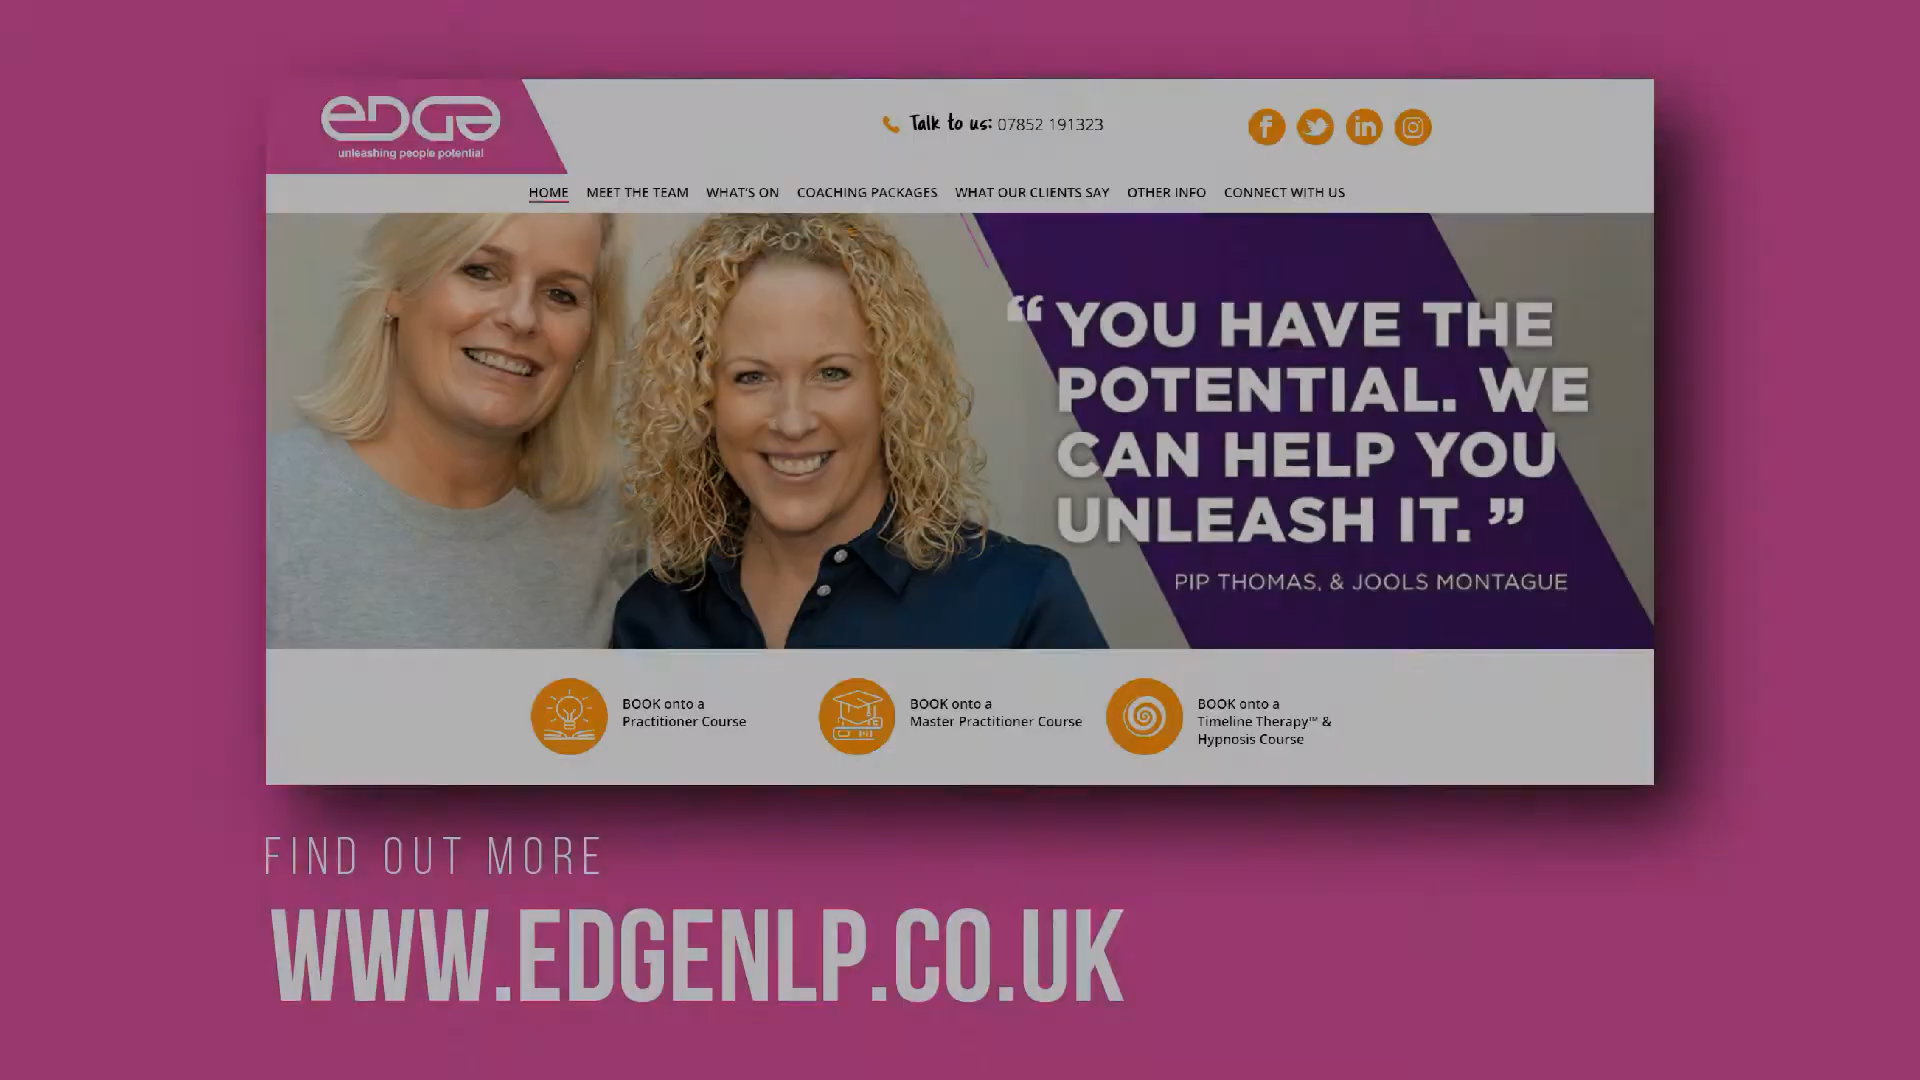 EDGE
unleashing people potential
Talk to us: 07852 191323
HOME MEET THE TEAM WHAT'S ON COACHING PACKAGES WHAT OUR CLIENTS SAY OTHER INFO CONNECT WITH US
“YOU HAVE THE
POTENTIAL. WE
CAN HELP YOU
UNLEASH IT.”
PIP THOMAS, & JOOLS MONTAGUE
BOOK onto a
Practitioner Course
BOOK onto a
Master Practitioner Course
BOOK onto a
Timeline Therapy™ &
Hypnosis Course
FIND OUT MORE
WWW.EDGENLP.CO.UK